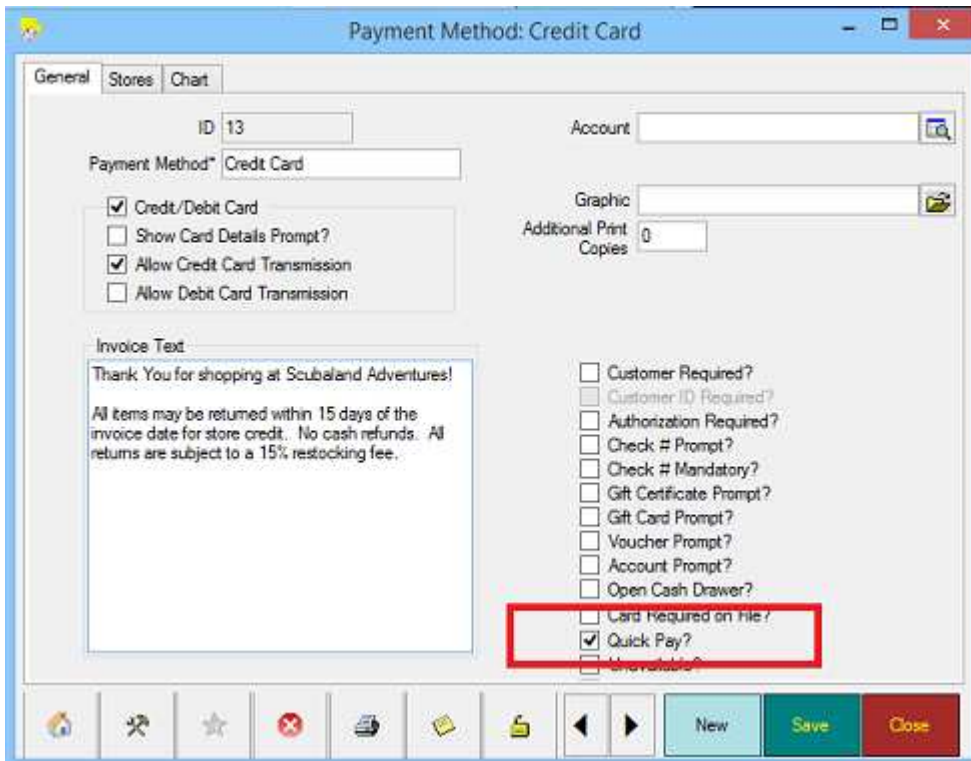 Payment Method: Credit Card
General Stores Chart
ID 13
Payment Method* Credit Card
Credit/Debit Card
Show Card Details Prompt?
Allow Credit Card Transmission
Allow Debit Card Transmission
Account
Graphic
Additional Print
Copies 0
Invoice Text
Thank You for shopping at Scubaland Adventures!
All items may be returned within 15 days of the
invoice date for store credit. No cash refunds. All
returns are subject to a 15% restocking fee.
Customer Required?
Customer ID Required?
Authorization Required?
Check # Prompt?
Check # Mandatory?
Gift Certificate Prompt?
Gift Card Prompt?
Voucher Prompt?
Account Prompt?
Open Cash Drawer?
Card Required on File?
Quick Pay?
Unavailable?
New Save Close